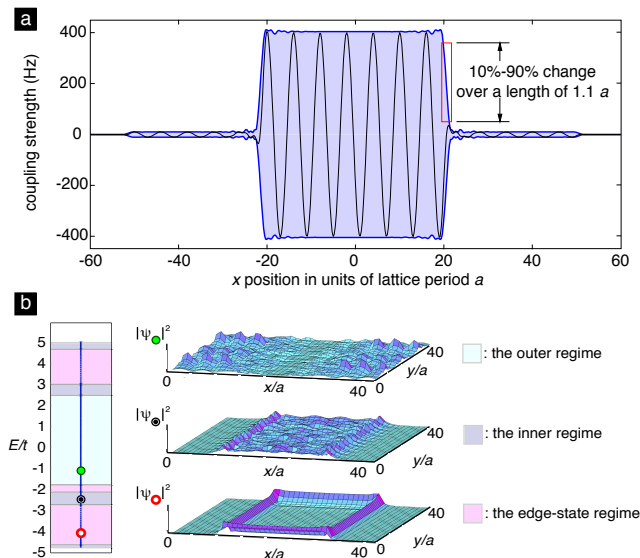 a
400
200
0
-200
-400
coupling strength (Hz)
10%-90% change
over a length of 1.1 a
-60 -40 -20 0 20 40 60
x position in units of lattice period a
b
5
4
3
2
1
0
-1
-2
-3
-4
-5
E/t
|ψ|²
0
x/a
40
0
y/a
40
: the outer regime
|ψ|²
0
x/a
40
0
y/a
40
: the inner regime
|ψ|²
0
x/a
40
0
y/a
40
: the edge-state regime